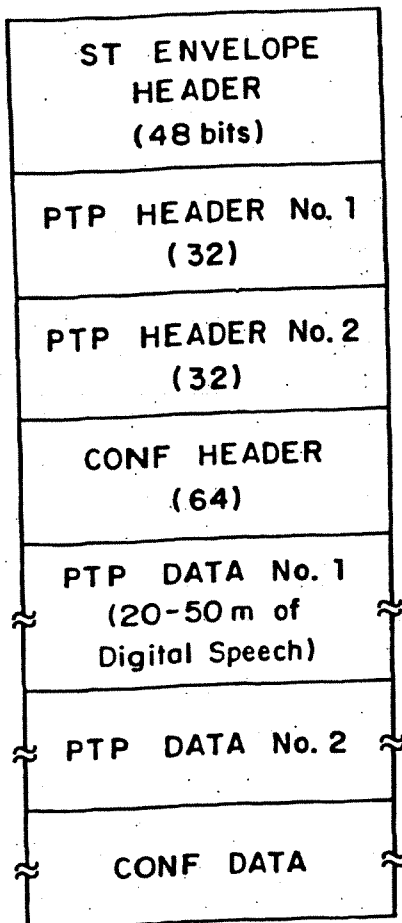 ST ENVELOPE
HEADER
(48 bits)
PTP HEADER No. 1
(32)
PTP HEADER No. 2
(32)
CONF HEADER
(64)
PTP DATA No. 1
(20-50 m of
Digital Speech)
PTP DATA No. 2
CONF DATA